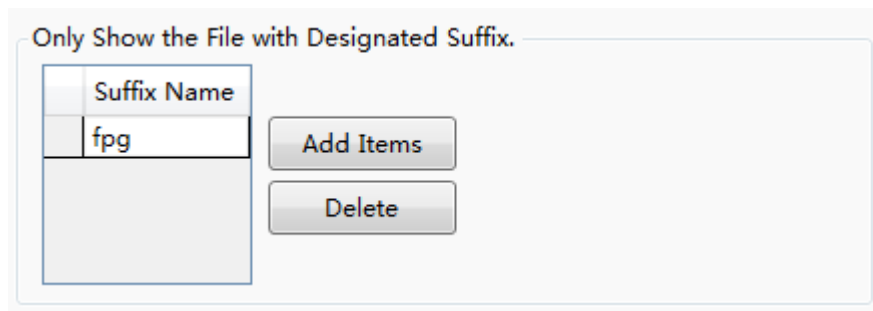 Only Show the File with Designated Suffix.
Suffix Name
fpg
Add Items
Delete